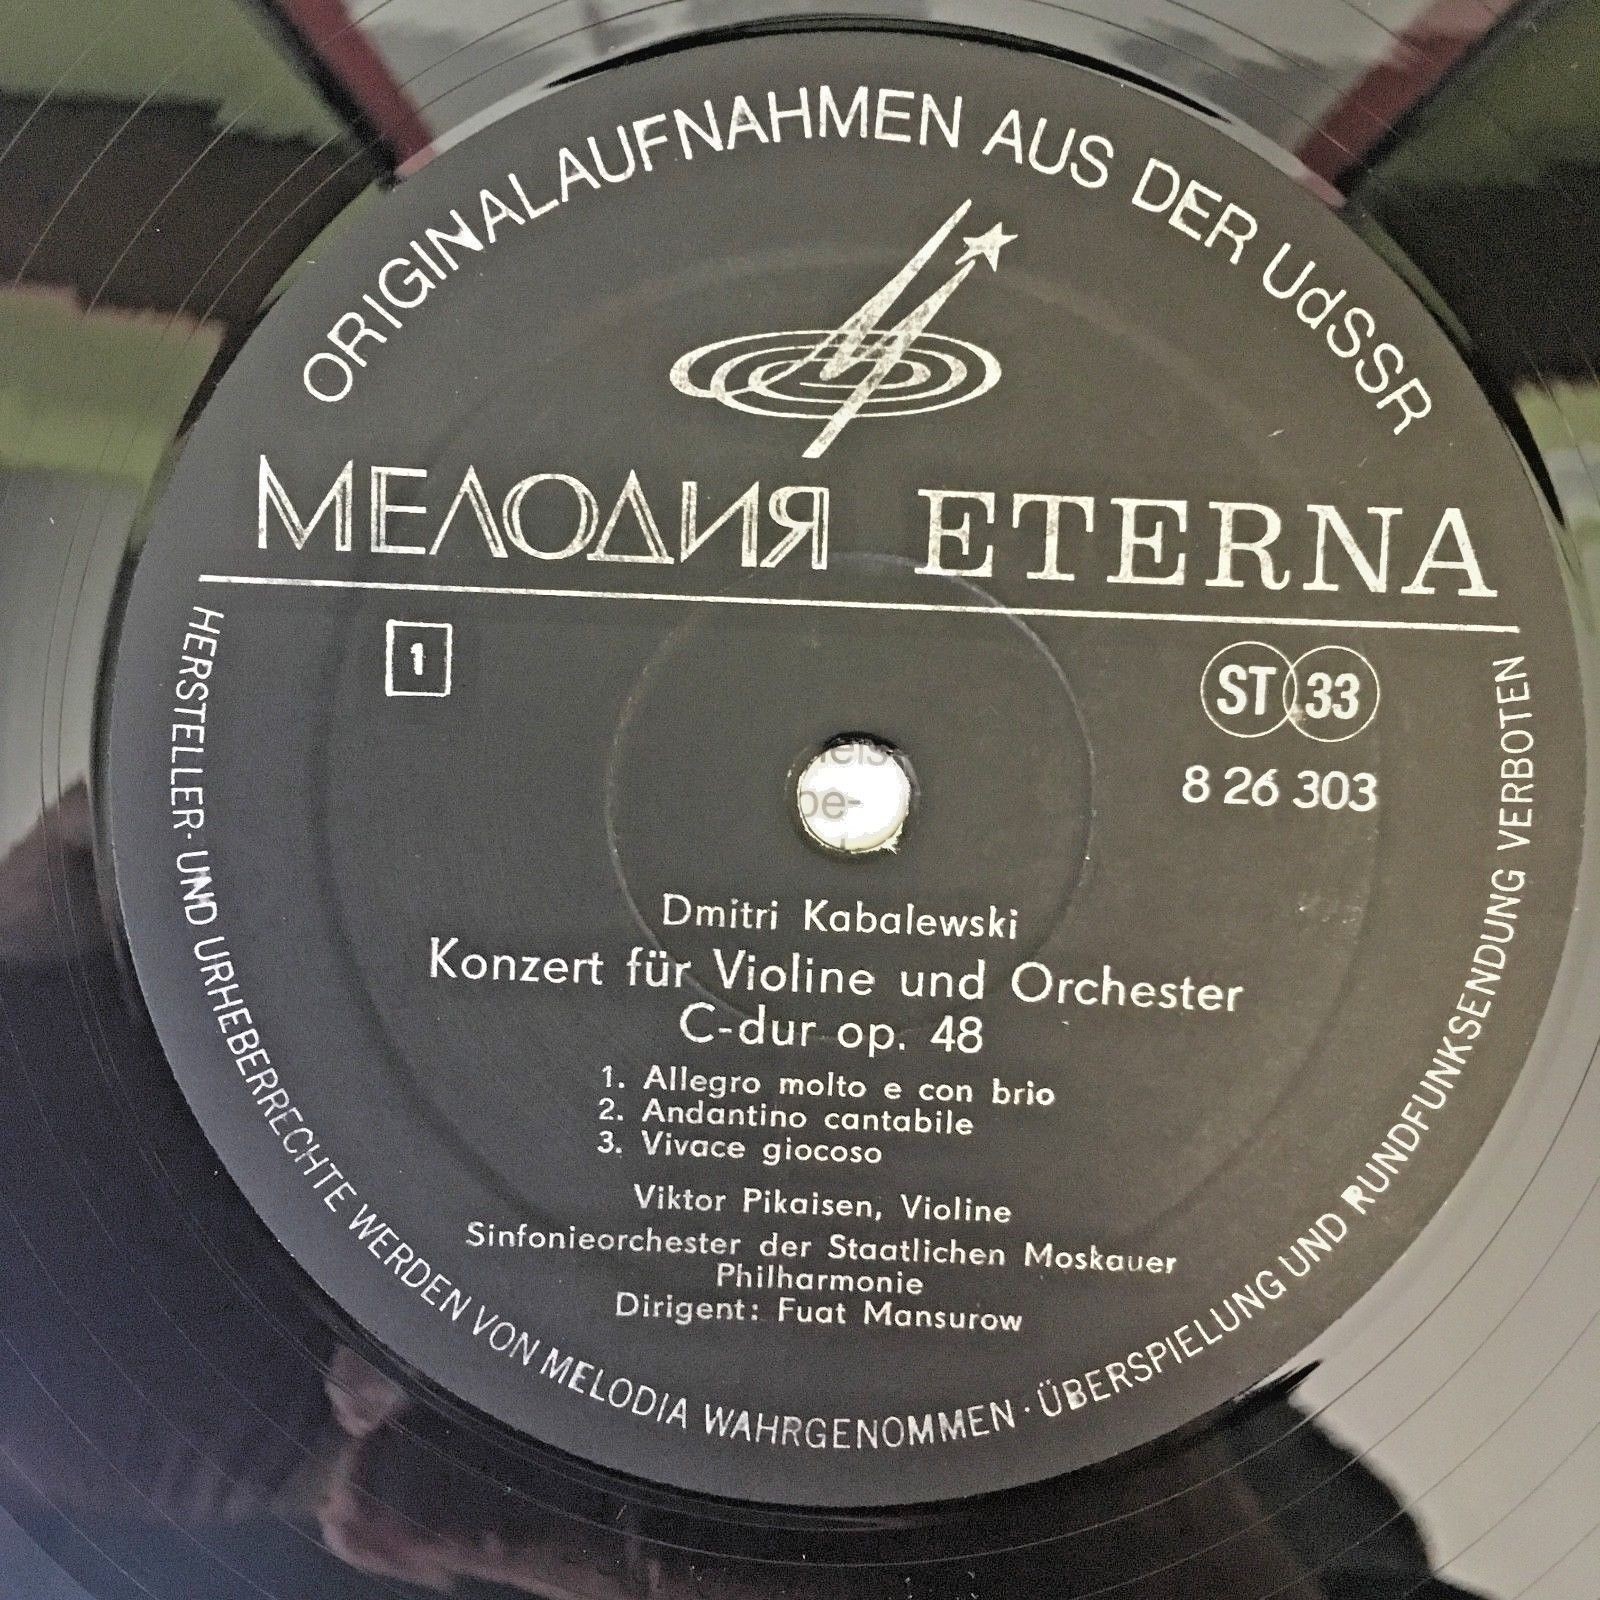 ORIGINALAUFNAHMEN AUS DER UdSSR
МЕЛОДИЯ ETERNA
1
ST 33
8 26 303
Dmitri Kabalewski
Konzert für Violine und Orchester
C-dur op. 48
1. Allegro molto e con brio
2. Andantino cantabile
3. Vivace giocoso
Viktor Pikaisen, Violine
Sinfonieorchester der Staatlichen Moskauer
Philharmonie
Dirigent: Fuat Mansurow
HERSTELLER- UND URHEBERRECHTE WERDEN VON MELODIA WAHRGENOMMEN · ÜBERSPIELUNG UND RUNDFUNKSENDUNG VERBOTEN